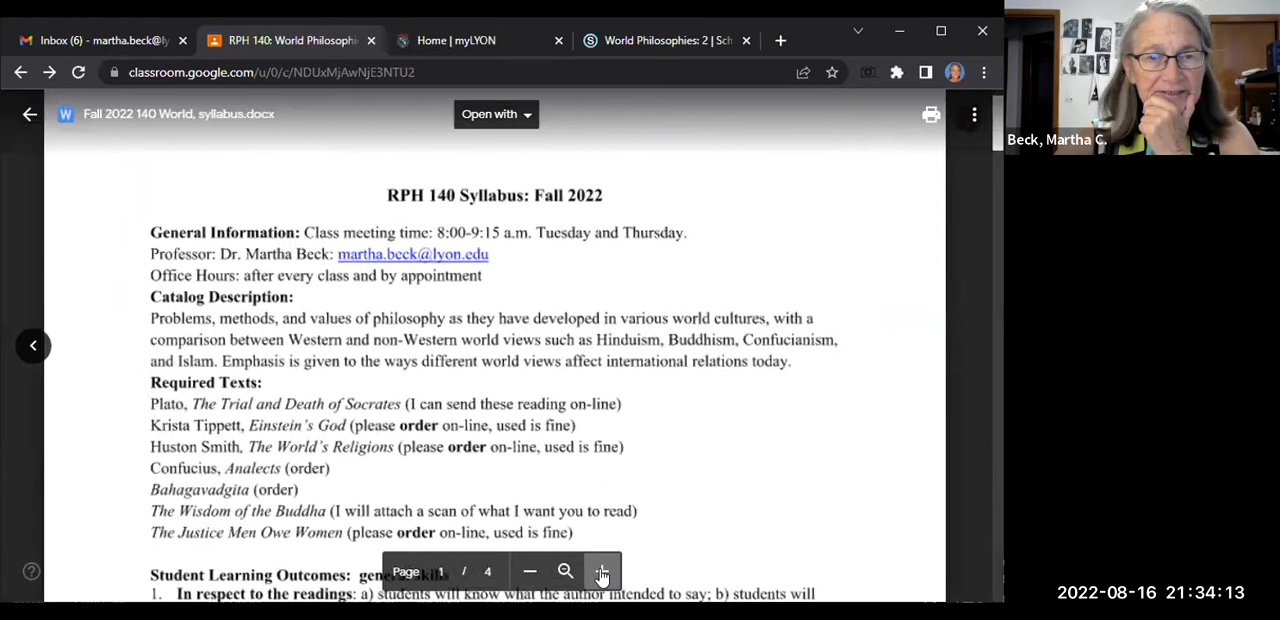 Inbox (6) - martha.beck@ly
RPH 140: World Philosophi
Home | myLYON
World Philosophies: 2 | Sch
classroom.google.com/u/0/c/NDUxMjAwNjE3NTU2
Fall 2022 140 World, syllabus.docx
Open with
Beck, Martha C.
RPH 140 Syllabus: Fall 2022
General Information: Class meeting time: 8:00-9:15 a.m. Tuesday and Thursday.
Professor: Dr. Martha Beck: martha.beck@lyon.edu
Office Hours: after every class and by appointment
Catalog Description:
Problems, methods, and values of philosophy as they have developed in various world cultures, with a
comparison between Western and non-Western world views such as Hinduism, Buddhism, Confucianism,
and Islam. Emphasis is given to the ways different world views affect international relations today.
Required Texts:
Plato, The Trial and Death of Socrates (I can send these reading on-line)
Krista Tippett, Einstein's God (please order on-line, used is fine)
Huston Smith, The World's Religions (please order on-line, used is fine)
Confucius, Analects (order)
Bahagavadgita (order)
The Wisdom of the Buddha (I will attach a scan of what I want you to read)
The Justice Men Owe Women (please order on-line, used is fine)
Page 1 / 4
Student Learning Outcomes: general skills
1. In respect to the readings: a) students will know what the author intended to say; b) students will
2022-08-16 21:34:13